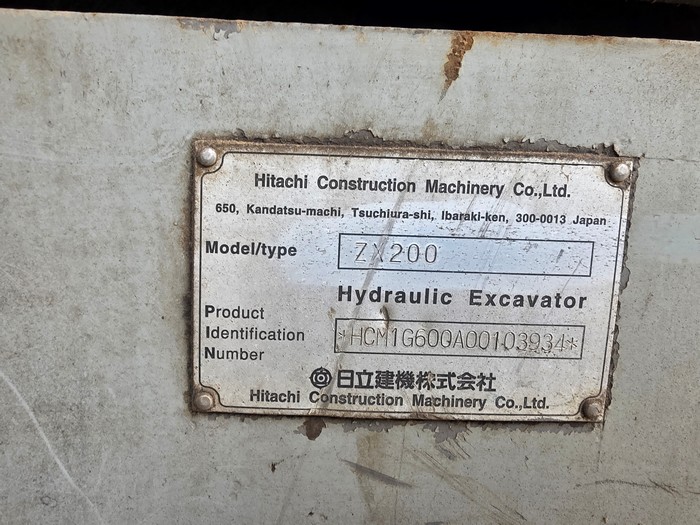 Hitachi Construction Machinery Co.,Ltd.
650, Kandatsu-machi, Tsuchiura-shi, Ibaraki-ken, 300-0013 Japan
Model/type ZX200
Hydraulic Excavator
Product
Identification
Number
*HCM1G600A00103934*
日立建機株式会社
Hitachi Construction Machinery Co.,Ltd.